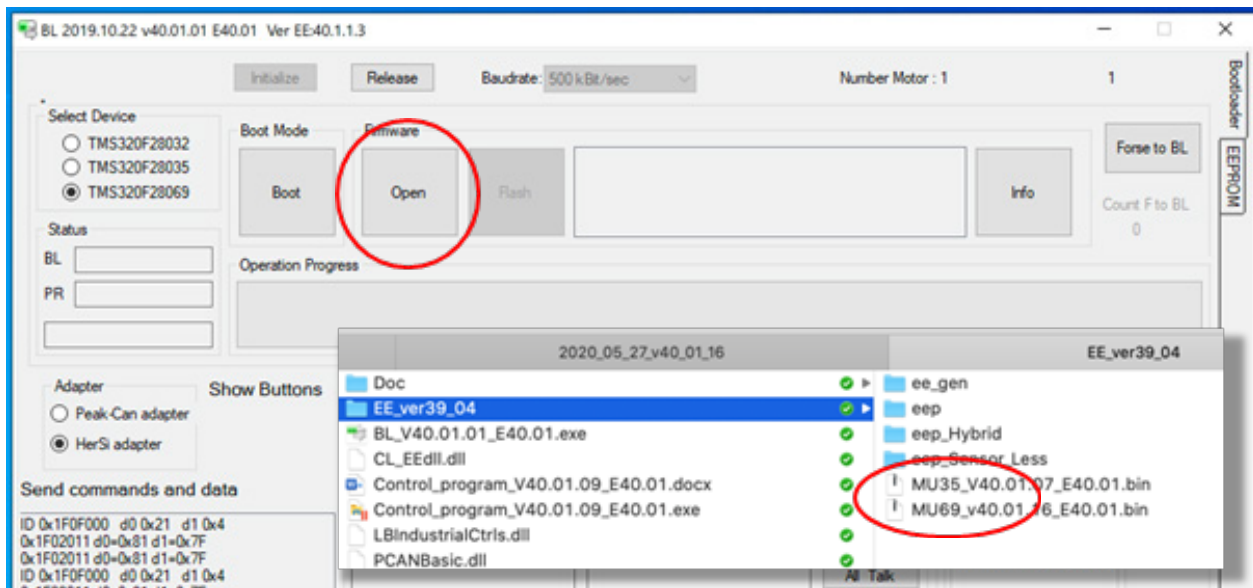 BL 2019.10.22 v40.01.01 E40.01 Ver EE:40.1.1.3
Initialize
Release
Baudrate: 500 kBit/sec
Number Motor : 1
1
Bootloader
EEPROM
Select Device
TMS320F28032
TMS320F28035
TMS320F28069
Boot Mode
Boot
Firmware
Open
Flash
Info
Forse to BL
Count F to BL
0
Status
BL
PR
Operation Progress
Adapter
Peak-Can adapter
HerSi adapter
Show Buttons
Send commands and data
ID 0x1F0F000 d0 0x21 d1 0x4
0x1F02011 d0=0x81 d1=0x7F
0x1F02011 d0=0x81 d1=0x7F
ID 0x1F0F000 d0 0x21 d1 0x4
2020_05_27_v40_01_16
EE_ver39_04
Doc
EE_ver39_04
BL_V40.01.01_E40.01.exe
CL_EEdll.dll
Control_program_V40.01.09_E40.01.docx
Control_program_V40.01.09_E40.01.exe
LBIndustrialCtrls.dll
PCANBasic.dll
ee_gen
eep
eep_Hybrid
eep_Sensor_Less
MU35_V40.01.07_E40.01.bin
MU69_v40.01.16_E40.01.bin
All Talk